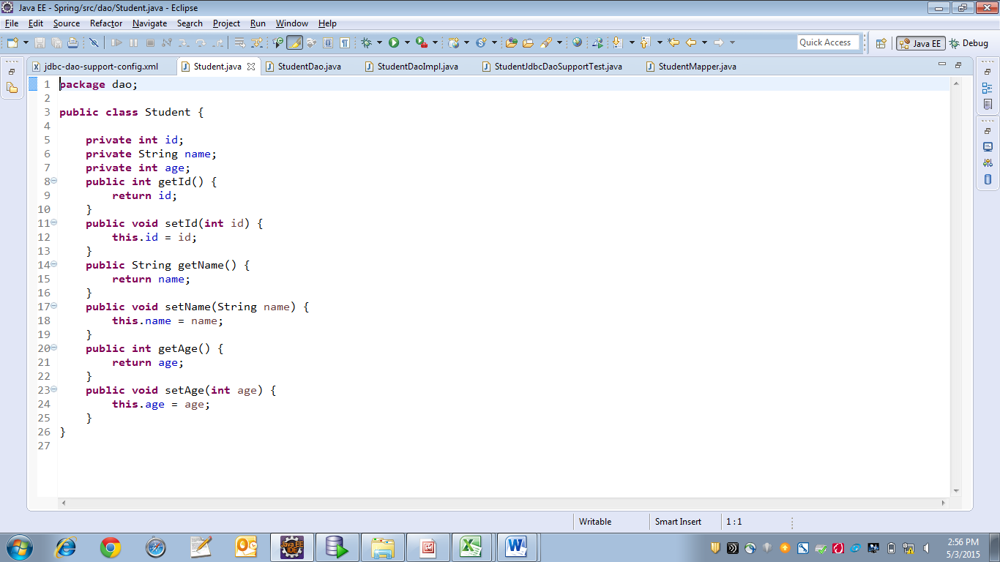 Java EE - Spring/src/dao/Student.java - Eclipse
File Edit Source Refactor Navigate Search Project Run Window Help
Quick Access Java EE Debug
jdbc-dao-support-config.xml Student.java StudentDao.java StudentDaoImpl.java StudentJdbcDaoSupportTest.java StudentMapper.java
1 package dao;
2
3 public class Student {
4
5 private int id;
6 private String name;
7 private int age;
8 public int getId() {
9 return id;
10 }
11 public void setId(int id) {
12 this.id = id;
13 }
14 public String getName() {
15 return name;
16 }
17 public void setName(String name) {
18 this.name = name;
19 }
20 public int getAge() {
21 return age;
22 }
23 public void setAge(int age) {
24 this.age = age;
25 }
26 }
27
Writable Smart Insert 1 : 1
Java EE
IDE
2:56 PM
5/3/2015